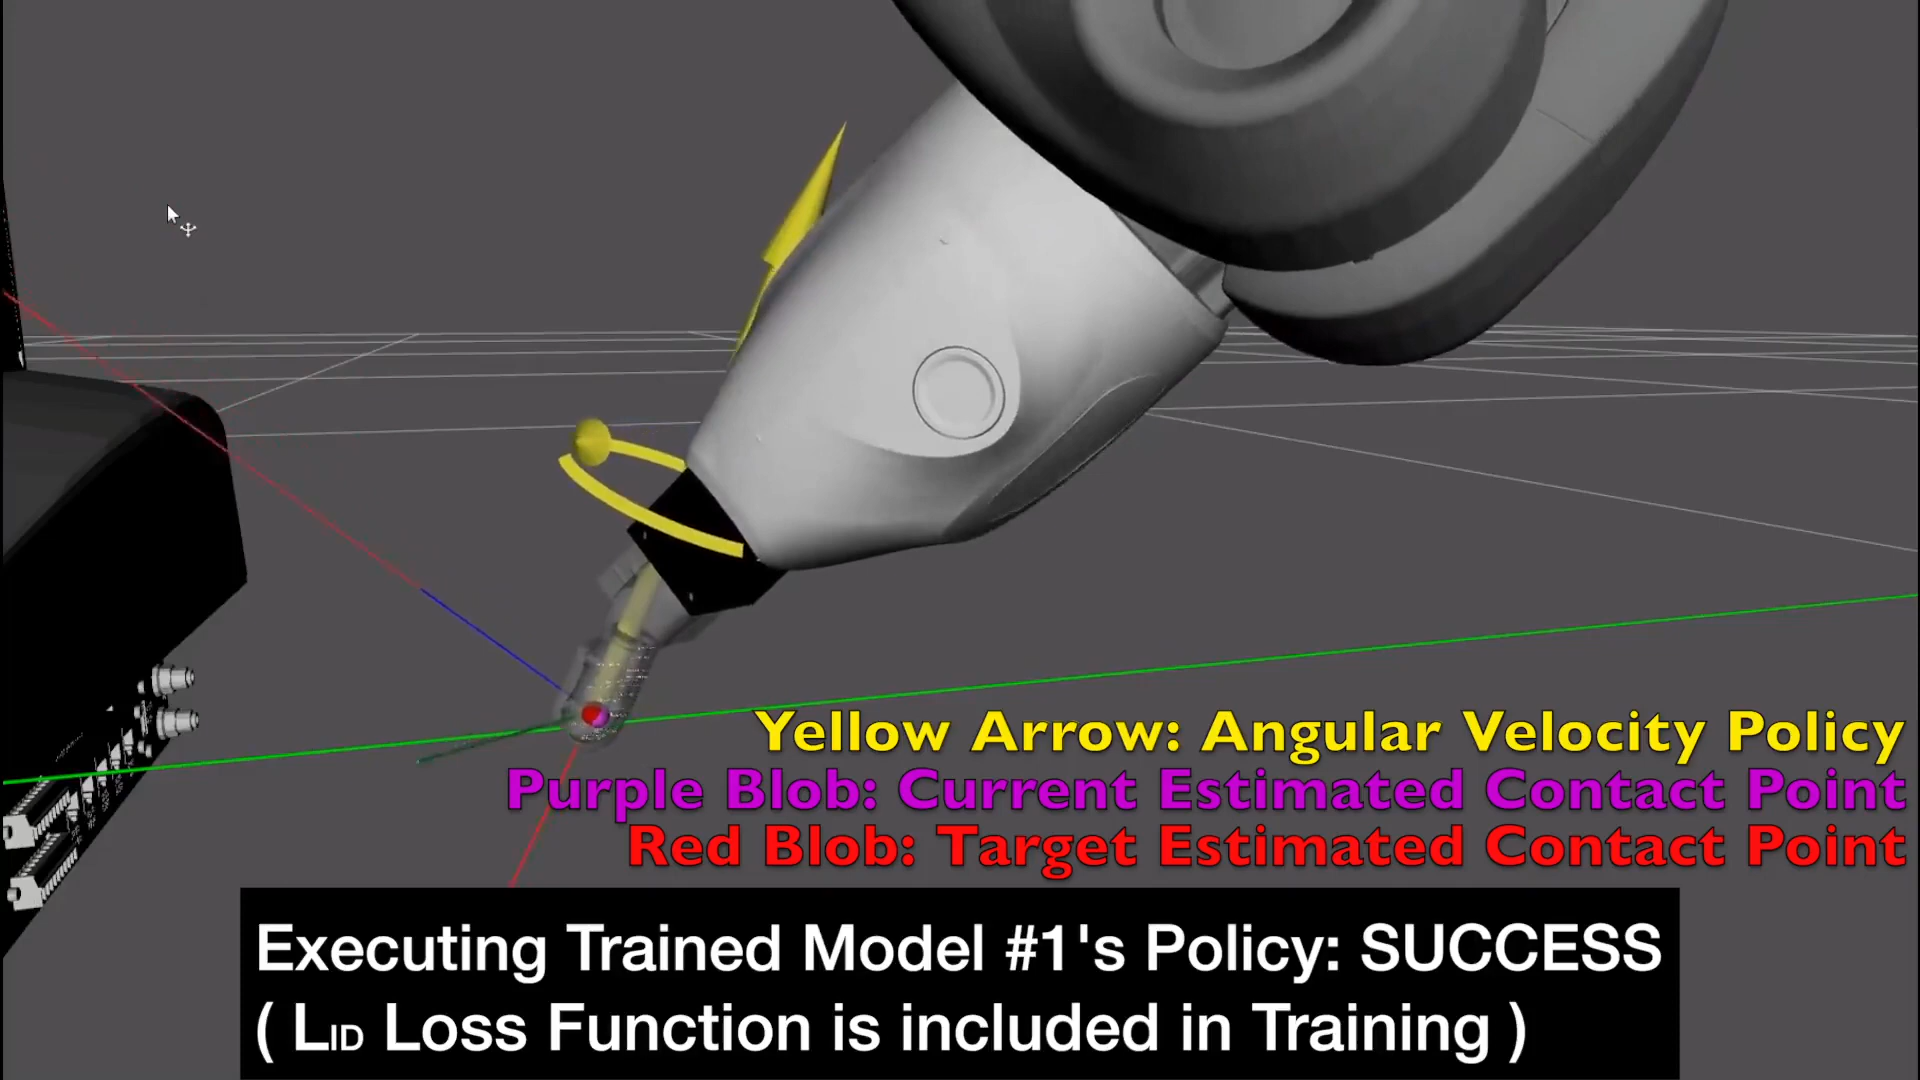 Yellow Arrow: Angular Velocity Policy
Purple Blob: Current Estimated Contact Point
Red Blob: Target Estimated Contact Point
Executing Trained Model #1's Policy: SUCCESS
( LID Loss Function is included in Training )